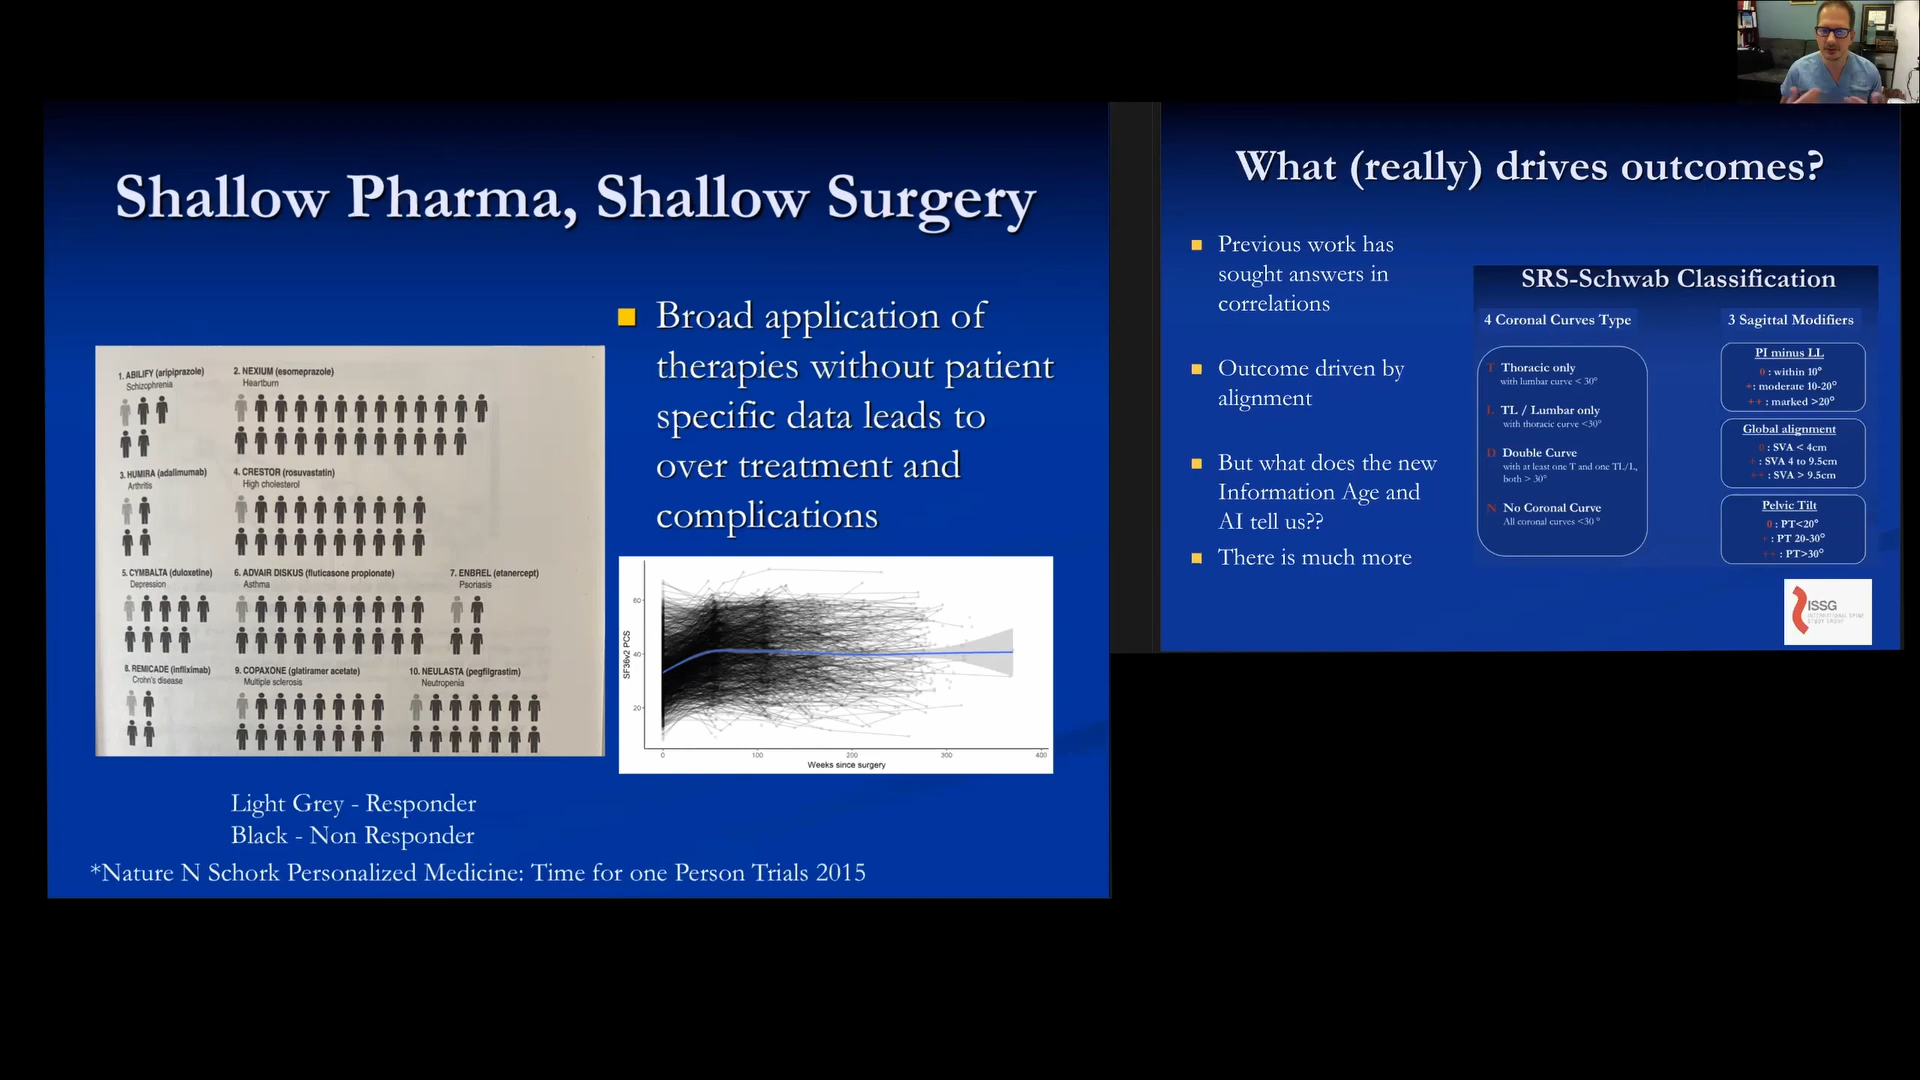 Shallow Pharma, Shallow Surgery
Broad application of
therapies without patient
specific data leads to
over treatment and
complications
1. ABILIFY (aripiprazole)
Schizophrenia
2. NEXIUM (esomeprazole)
Heartburn
3. HUMIRA (adalimumab)
Arthritis
4. CRESTOR (rosuvastatin)
High cholesterol
5. CYMBALTA (duloxetine)
Depression
6. ADVAIR DISKUS (fluticasone propionate)
Asthma
7. ENBREL (etanercept)
Psoriasis
8. REMICADE (infliximab)
Crohn's disease
9. COPAXONE (glatiramer acetate)
Multiple sclerosis
10. NEULASTA (pegfilgrastim)
Neutropenia
SF36v2 PCS
60
40
20
0 100 200 300 400
Weeks since surgery
Light Grey - Responder
Black - Non Responder
*Nature N Schork Personalized Medicine: Time for one Person Trials 2015
What (really) drives outcomes?
Previous work has
sought answers in
correlations
Outcome driven by
alignment
But what does the new
Information Age and
AI tell us??
There is much more
SRS-Schwab Classification
4 Coronal Curves Type
T Thoracic only
with lumbar curve < 30°
L TL / Lumbar only
with thoracic curve <30°
D Double Curve
with at least one T and one TL/L,
both > 30°
N No Coronal Curve
All coronal curves <30 °
3 Sagittal Modifiers
PI minus LL
0 : within 10°
+: moderate 10-20°
++ : marked >20°
Global alignment
0 : SVA < 4cm
+ : SVA 4 to 9.5cm
++ : SVA > 9.5cm
Pelvic Tilt
0 : PT<20°
+ : PT 20-30°
++ : PT>30°
ISSG
INTERNATIONAL SPINE
STUDY GROUP